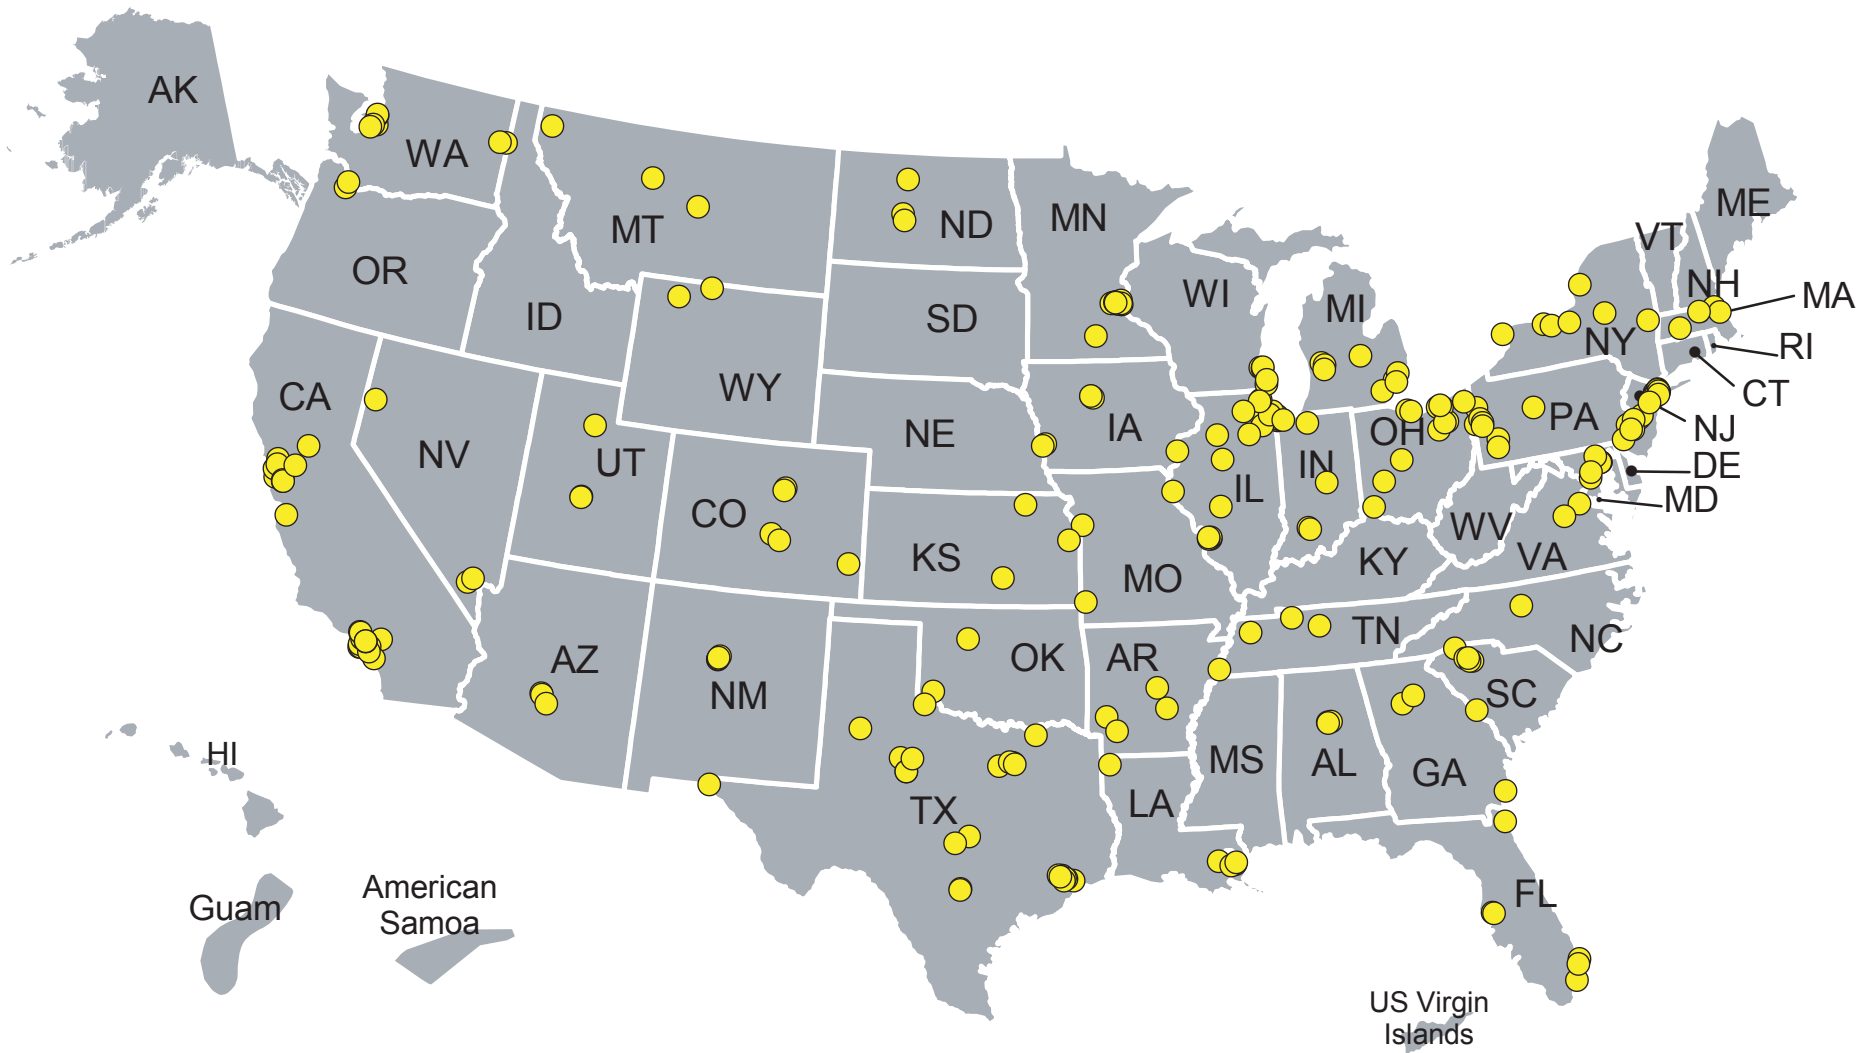 AK
WA
MT
ND
MN
ME
VT
NH
MA
OR
ID
SD
WI
MI
NY
RI
CT
CA
WY
NV
UT
NE
IA
IL
IN
OH
PA
NJ
DE
MD
CO
KS
MO
KY
WV
VA
AZ
NM
OK
AR
TN
NC
SC
MS
AL
GA
TX
LA
FL
HI
Guam
American
Samoa
US Virgin
Islands